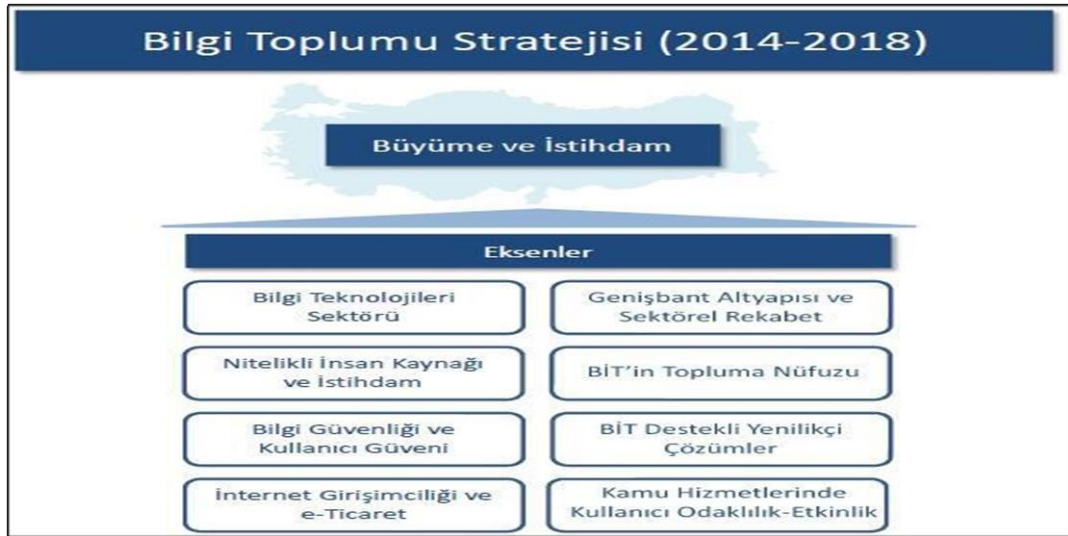 Bilgi Toplumu Stratejisi (2014-2018)
Büyüme ve İstihdam
Eksenler
Bilgi Teknolojileri
Sektörü
Genişbant Altyapısı ve
Sektörel Rekabet
Nitelikli İnsan Kaynağı
ve İstihdam
BİT'in Topluma Nüfuzu
Bilgi Güvenliği ve
Kullanıcı Güveni
BİT Destekli Yenilikçi
Çözümler
İnternet Girişimciliği ve
e-Ticaret
Kamu Hizmetlerinde
Kullanıcı Odaklılık-Etkinlik